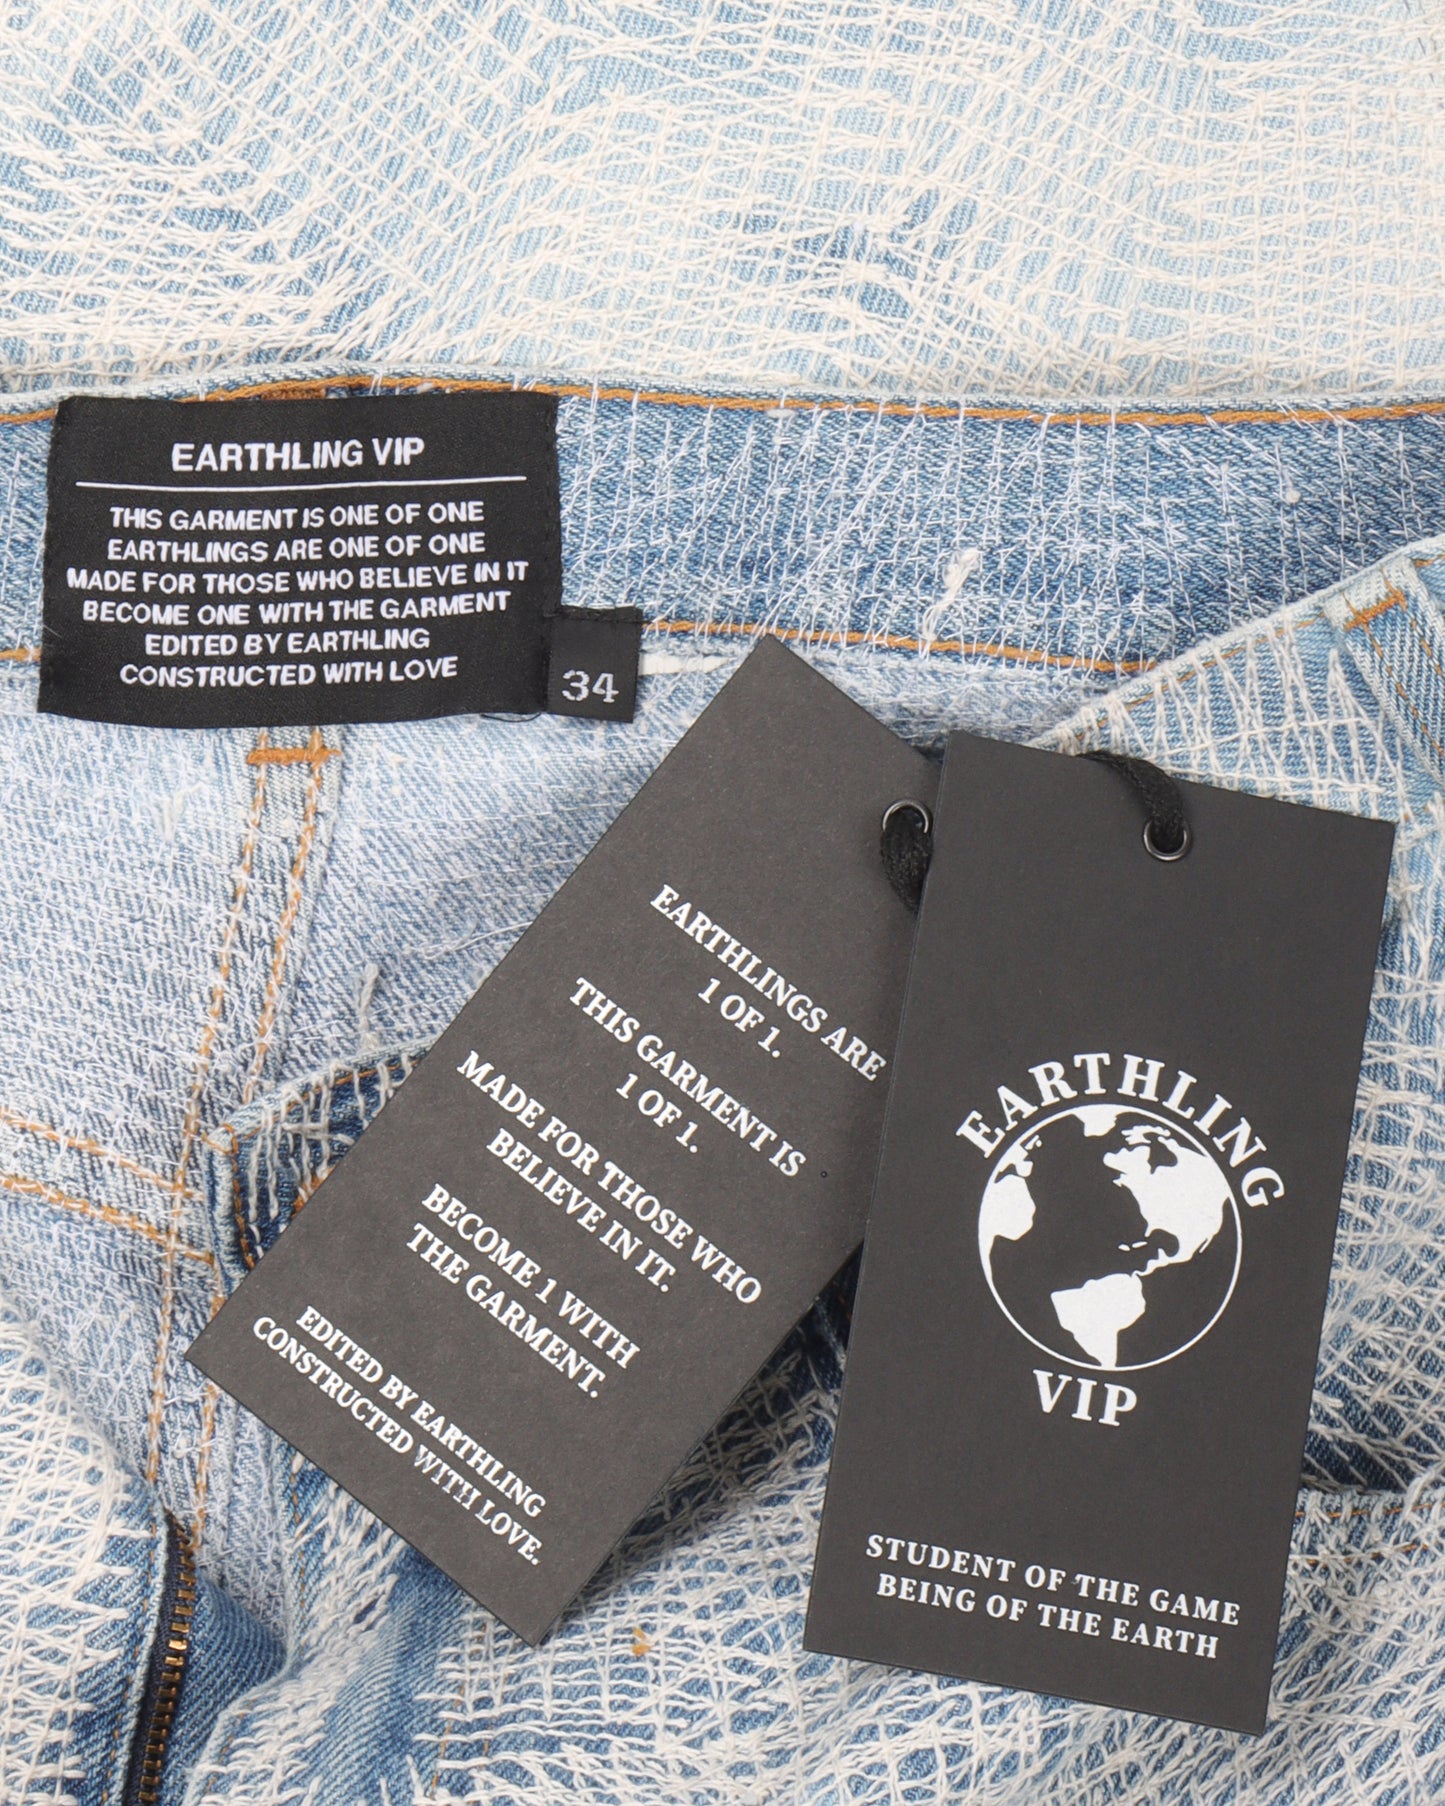 EARTHLING VIP
THIS GARMENT IS ONE OF ONE
EARTHLINGS ARE ONE OF ONE
MADE FOR THOSE WHO BELIEVE IN IT
BECOME ONE WITH THE GARMENT
EDITED BY EARTHLING
CONSTRUCTED WITH LOVE
34
EARTHLINGS ARE
1 OF 1.
THIS GARMENT IS
1 OF 1.
MADE FOR THOSE WHO
BELIEVE IN IT.
BECOME 1 WITH
THE GARMENT.
EDITED BY EARTHLING
CONSTRUCTED WITH LOVE.
EARTHLING
VIP
STUDENT OF THE GAME
BEING OF THE EARTH